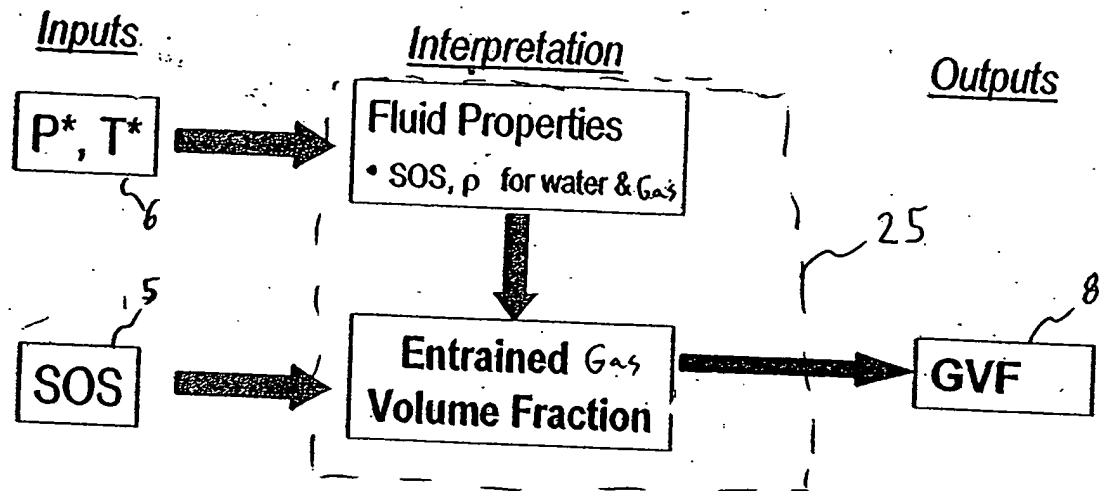 Inputs
Interpretation
Outputs
P*, T*
6
Fluid Properties
• SOS, ρ for water & Gas
25
SOS
5
Entrained Gas
Volume Fraction
GVF
8